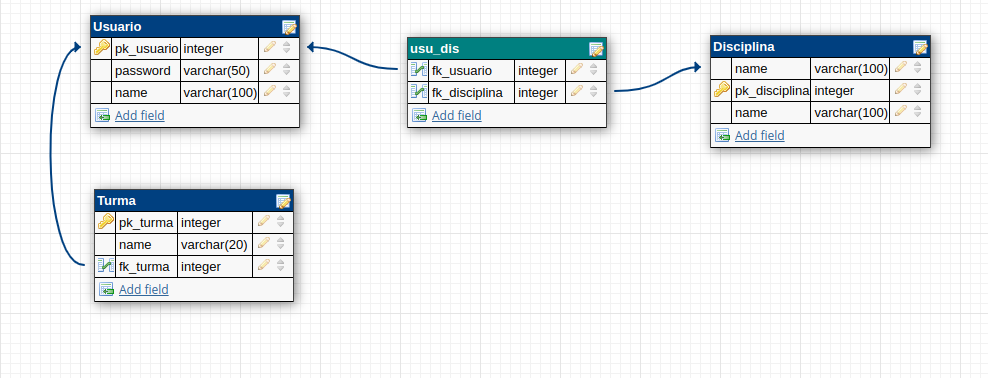 Usuario
pk_usuario integer
password varchar(50)
name varchar(100)
Add field
usu_dis
fk_usuario integer
fk_disciplina integer
Add field
Disciplina
name varchar(100)
pk_disciplina integer
name varchar(100)
Add field
Turma
pk_turma integer
name varchar(20)
fk_turma integer
Add field